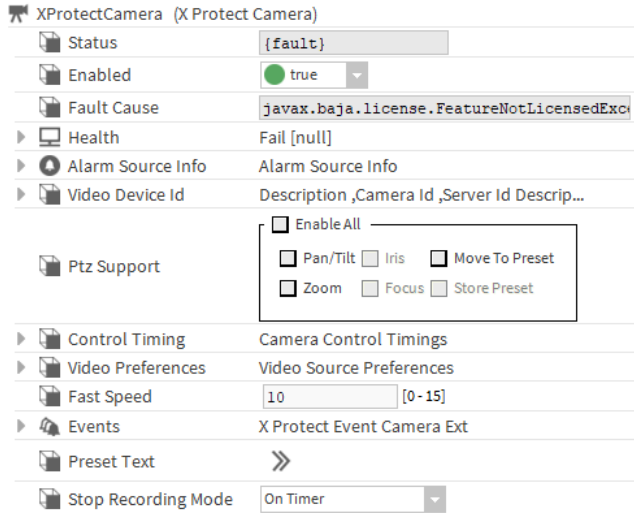 XProtectCamera (X Protect Camera)
Status {fault}
Enabled true
Fault Cause javax.baja.license.FeatureNotLicensedExc
Health Fail [null]
Alarm Source Info Alarm Source Info
Video Device Id Description ,Camera Id ,Server Id Descrip...
Enable All
Ptz Support
Pan/Tilt Iris Move To Preset
Zoom Focus Store Preset
Control Timing Camera Control Timings
Video Preferences Video Source Preferences
Fast Speed 10 [0-15]
Events X Protect Event Camera Ext
Preset Text
Stop Recording Mode On Timer